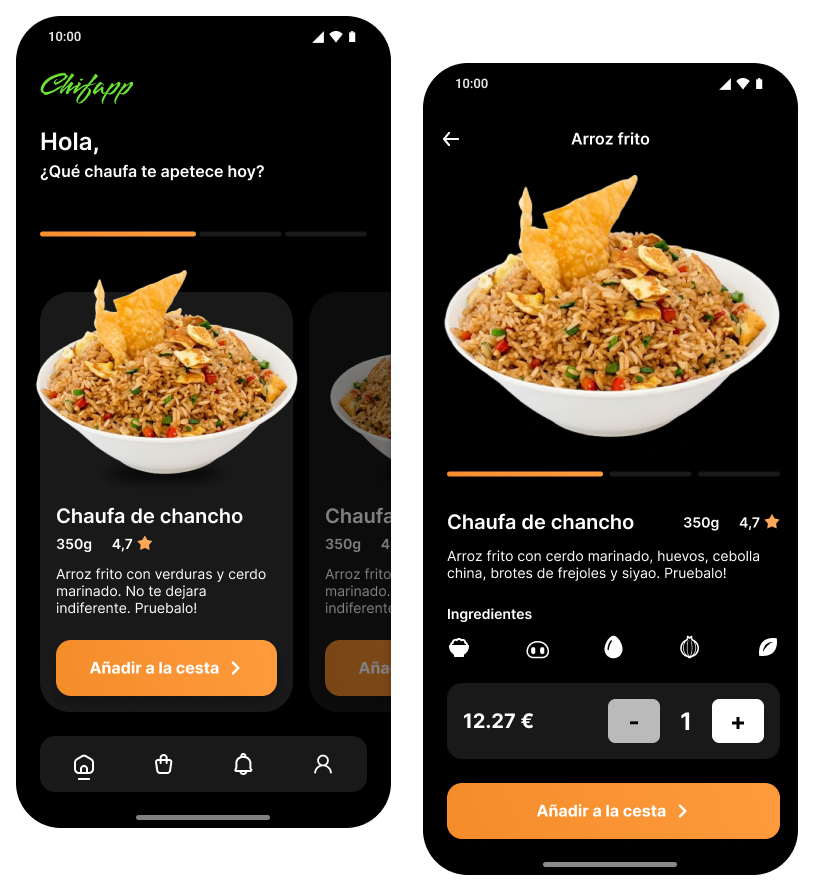 10:00
Chifapp
Hola,
¿Qué chaufa te apetece hoy?
Chaufa de chancho
350g 4,7
Arroz frito con verduras y cerdo
marinado. No te dejara
indiferente. Pruebalo!
Añadir a la cesta
Chaufa
350g 4
Arroz frito
marinado.
indiferent
Aña
10:00
Arroz frito
Chaufa de chancho 350g 4,7
Arroz frito con cerdo marinado, huevos, cebolla
china, brotes de frejoles y siyao. Pruebalo!
Ingredientes
12.27 € - 1 +
Añadir a la cesta